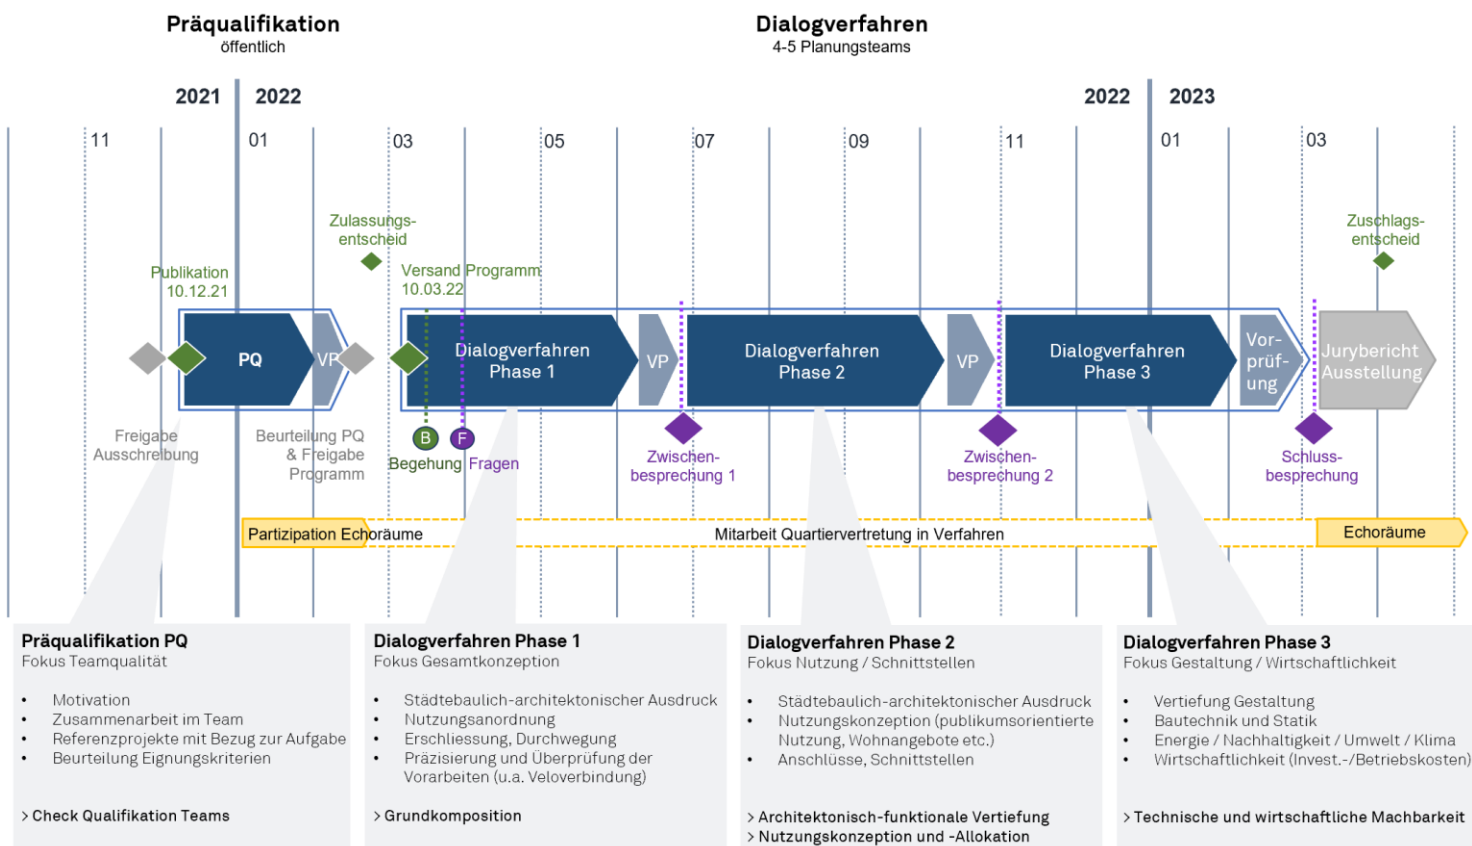 Präqualifikation
öffentlich
Dialogverfahren
4-5 Planungsteams
2021
2022
2022
2023
11
01
03
05
07
09
11
01
03
Zulassungs-
entscheid
Zuschlags-
entscheid
Publikation
10.12.21
Versand Programm
10.03.22
PQ
VP
Dialogverfahren
Phase 1
VP
Dialogverfahren
Phase 2
VP
Dialogverfahren
Phase 3
Vor-
prüf-
ung
Jurybericht
Ausstellung
Freigabe
Ausschreibung
Beurteilung PQ
& Freigabe
Programm
B
F
Begehung
Fragen
Zwischen-
besprechung 1
Zwischen-
besprechung 2
Schluss-
besprechung
Partizipation Echoräume
Mitarbeit Quartiervertretung in Verfahren
Echoräume
Präqualifikation PQ
Fokus Teamqualität
• Motivation
• Zusammenarbeit im Team
• Referenzprojekte mit Bezug zur Aufgabe
• Beurteilung Eignungskriterien
> Check Qualifikation Teams
Dialogverfahren Phase 1
Fokus Gesamtkonzeption
• Städtebaulich-architektonischer Ausdruck
• Nutzungsanordnung
• Erschliessung, Durchwegung
• Präzisierung und Überprüfung der
Vorarbeiten (u.a. Veloverbindung)
> Grundkomposition
Dialogverfahren Phase 2
Fokus Nutzung / Schnittstellen
• Städtebaulich-architektonischer Ausdruck
• Nutzungskonzeption (publikumsorientierte
Nutzung, Wohnangebote etc.)
• Anschlüsse, Schnittstellen
> Architektonisch-funktionale Vertiefung
> Nutzungskonzeption und -Allokation
Dialogverfahren Phase 3
Fokus Gestaltung / Wirtschaftlichkeit
• Vertiefung Gestaltung
• Bautechnik und Statik
• Energie / Nachhaltigkeit / Umwelt / Klima
• Wirtschaftlichkeit (Invest.-/Betriebskosten)
> Technische und wirtschaftliche Machbarkeit